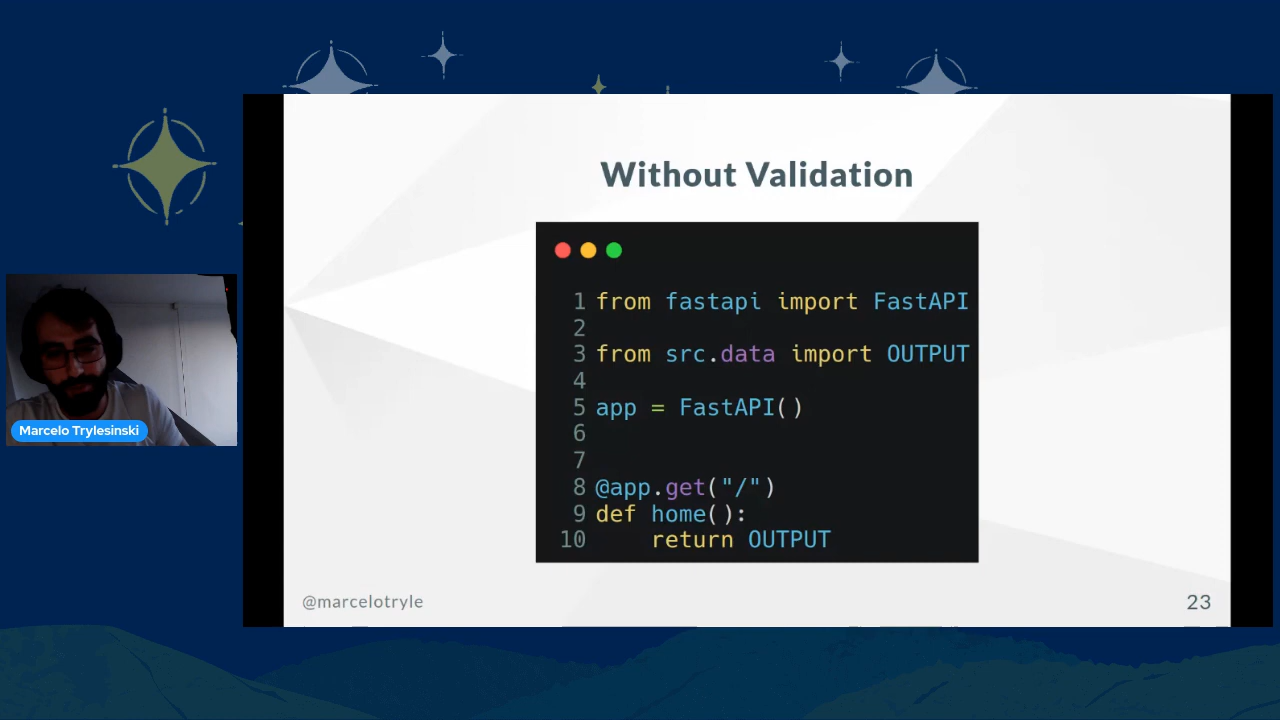 Without Validation
1 from fastapi import FastAPI
2
3 from src.data import OUTPUT
4
5 app = FastAPI()
6
7
8 @app.get("/")
9 def home():
10     return OUTPUT
Marcelo Trylesinski
@marcelotryle
23